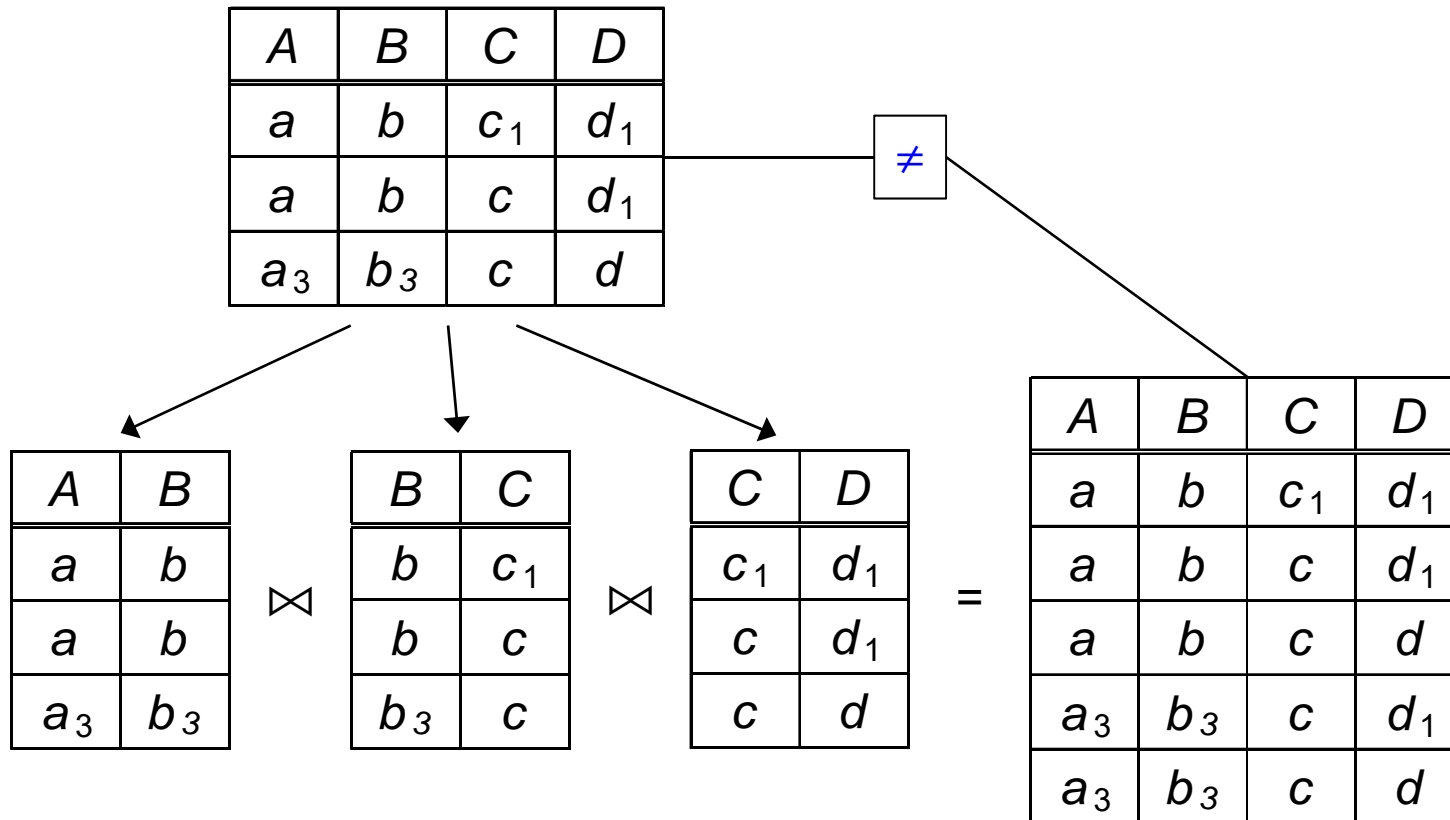 A B C D
a b c₁ d₁
a b c d₁
a₃ b₃ c d
≠
A B
a b
a b
a₃ b₃
⋈
B C
b c₁
b c
b₃ c
⋈
C D
c₁ d₁
c d₁
c d
=
A B C D
a b c₁ d₁
a b c d₁
a b c d
a₃ b₃ c d₁
a₃ b₃ c d